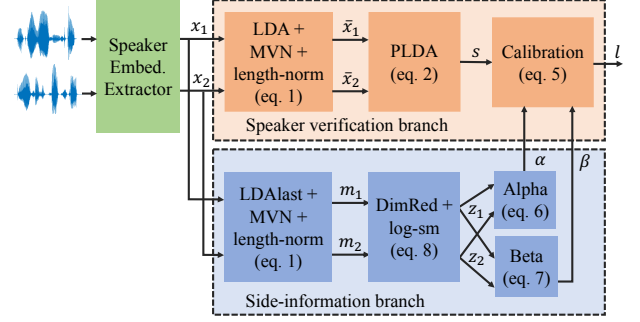 Speaker
Embed.
Extractor
x₁
x₂
LDA +
MVN +
length-norm
(eq. 1)
x̄₁
x̄₂
PLDA
(eq. 2)
s
Calibration
(eq. 5)
l
Speaker verification branch
α
β
LDAlast +
MVN +
length-norm
(eq. 1)
m₁
m₂
DimRed +
log-sm
(eq. 8)
z₁
z₂
Alpha
(eq. 6)
Beta
(eq. 7)
Side-information branch